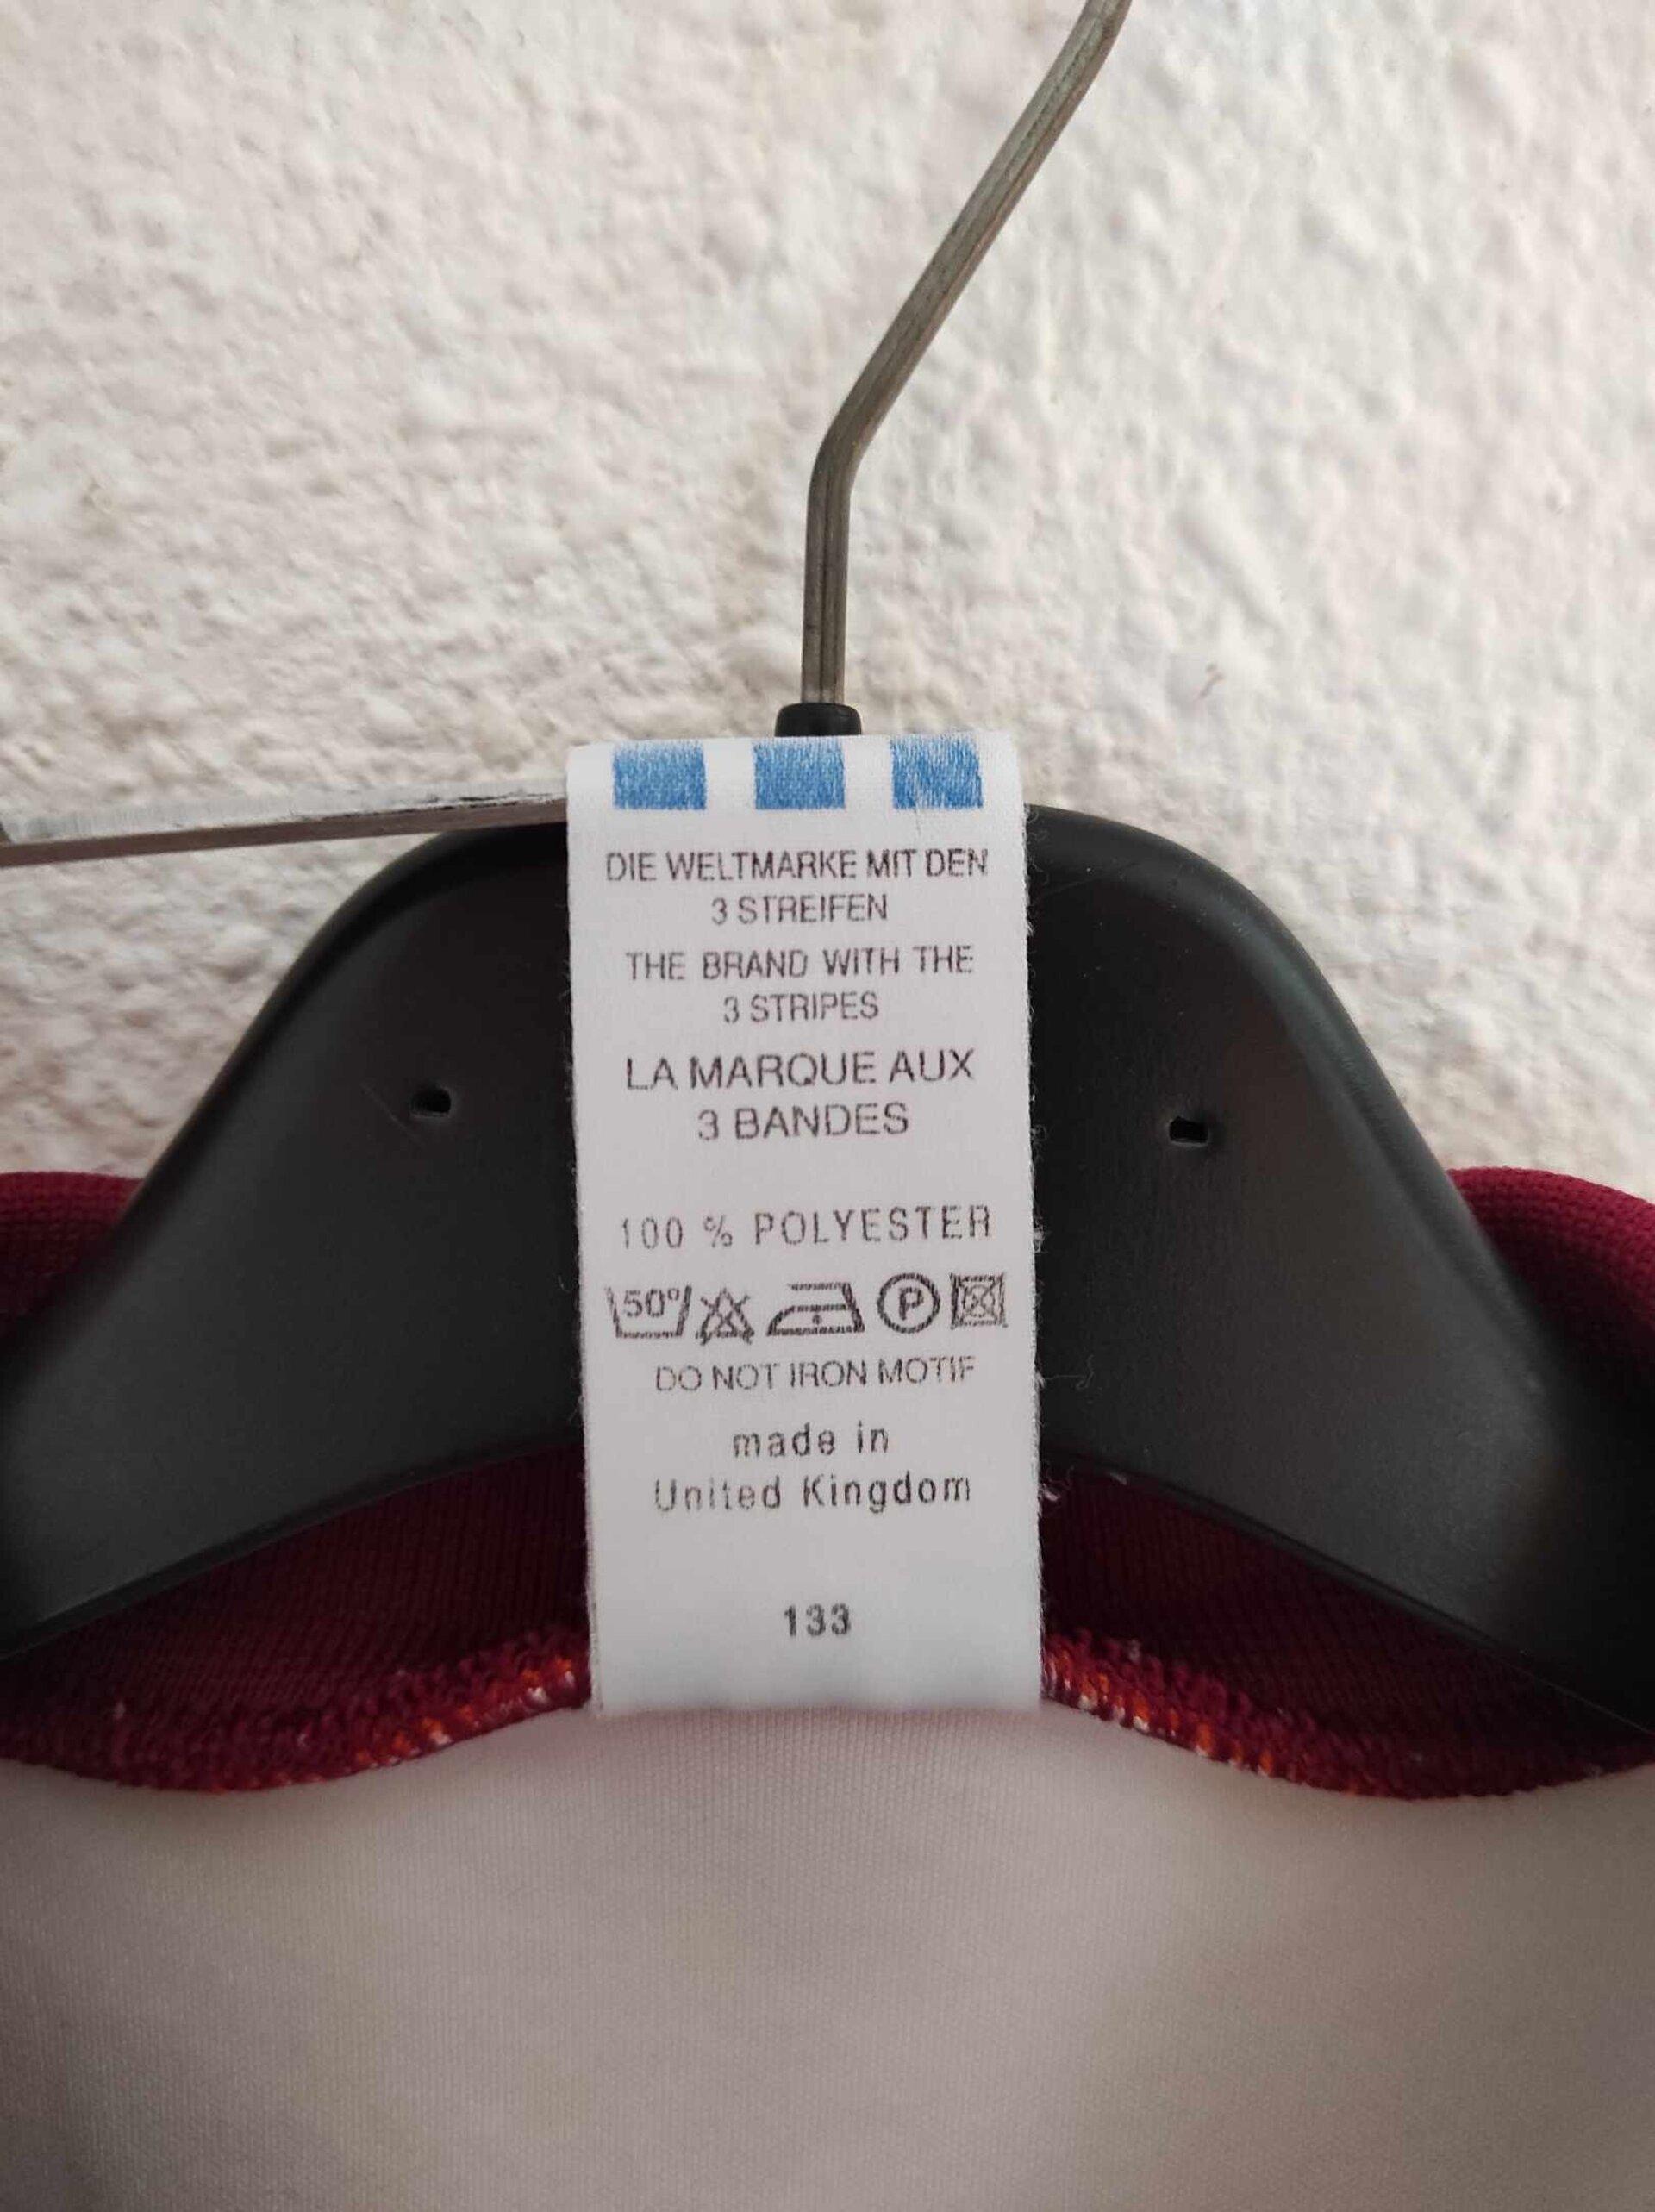 DIE WELTMARKE MIT DEN
3 STREIFEN
THE BRAND WITH THE
3 STRIPES
LA MARQUE AUX
3 BANDES
100 % POLYESTER
50° P
DO NOT IRON MOTIF
made in
United Kingdom
133